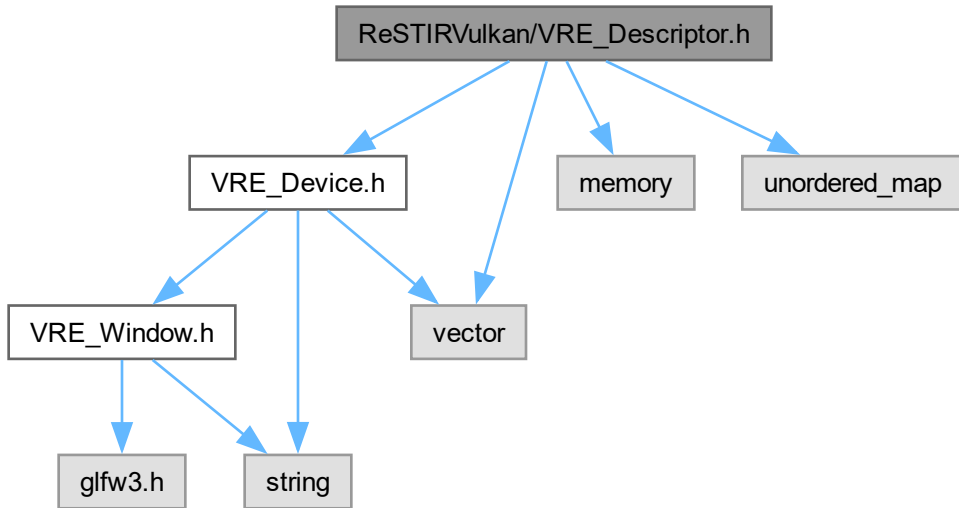 ReSTIRVulkan/VRE_Descriptor.h
VRE_Device.h
memory
unordered_map
VRE_Window.h
vector
glfw3.h
string